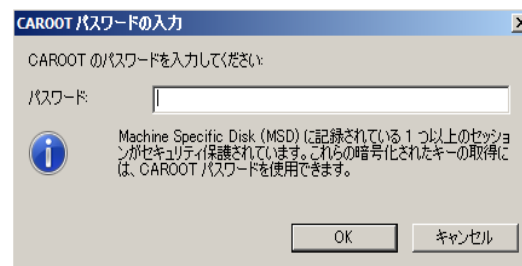 CAROOT パスワードの入力
CAROOT のパスワードを入力してください:
パスワード:
Machine Specific Disk (MSD) に記録されている 1 つ以上のセッショ
ンがセキュリティ保護されています。これらの暗号化されたキーの取得に
は、CAROOT パスワードを使用できます。
OK
キャンセル